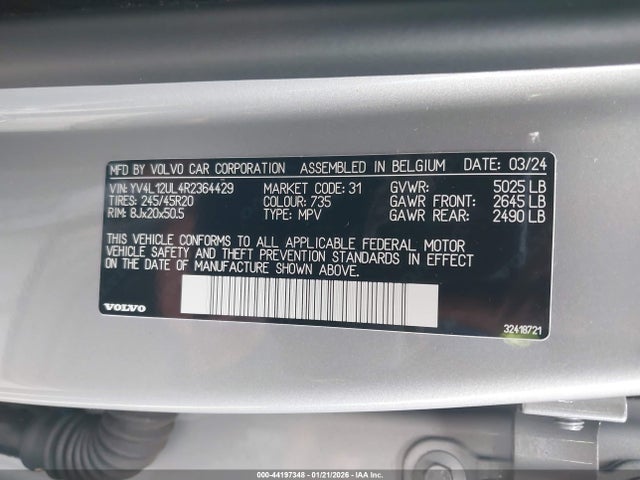 MFD BY VOLVO CAR CORPORATION ASSEMBLED IN BELGIUM DATE: 03/24
VIN: YV4L12UL4R2364429 MARKET CODE: 31 GVWR: 5025 LB
TIRES: 245/45R20 COLOUR: 735 GAWR FRONT: 2645 LB
RIM: 8Jx20x50.5 TYPE: MPV GAWR REAR: 2490 LB
THIS VEHICLE CONFORMS TO ALL APPLICABLE FEDERAL MOTOR
VEHICLE SAFETY AND THEFT PREVENTION STANDARDS IN EFFECT
ON DATE OF MANUFACTURE SHOWN ABOVE.
VOLVO
32418721
000-44197348 - 01/21/2026 - IAAI.CA